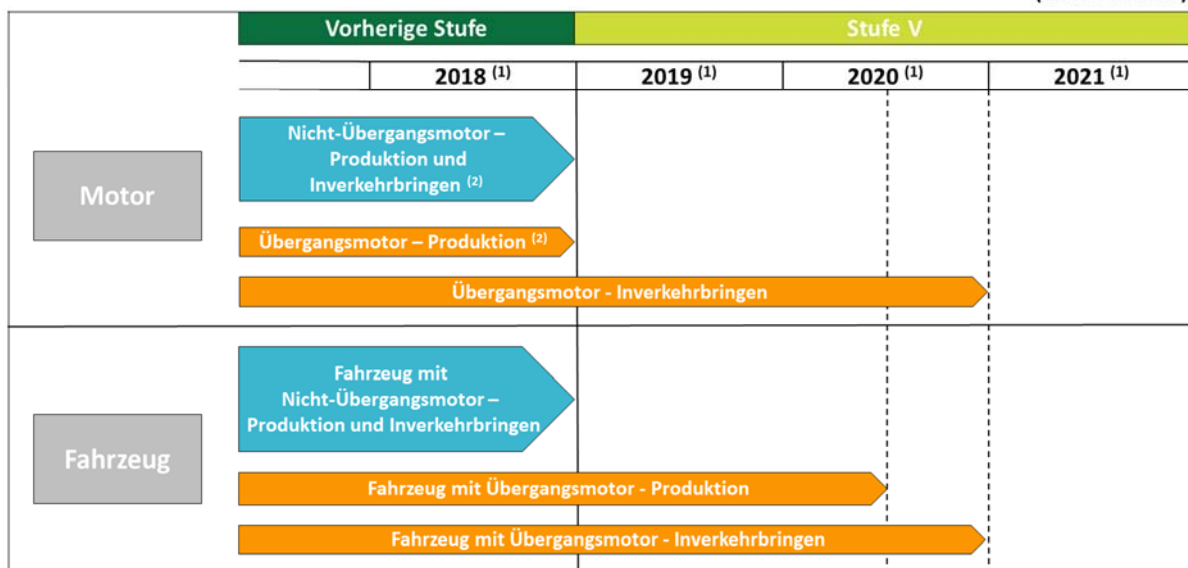 Vorherige Stufe
Stufe V
2018 (1)
2019 (1)
2020 (1)
2021 (1)
Motor
Nicht-Übergangsmotor –
Produktion und
Inverkehrbringen (2)
Übergangsmotor – Produktion (2)
Übergangsmotor - Inverkehrbringen
Fahrzeug
Fahrzeug mit
Nicht-Übergangsmotor –
Produktion und Inverkehrbringen
Fahrzeug mit Übergangsmotor - Produktion
Fahrzeug mit Übergangsmotor - Inverkehrbringen